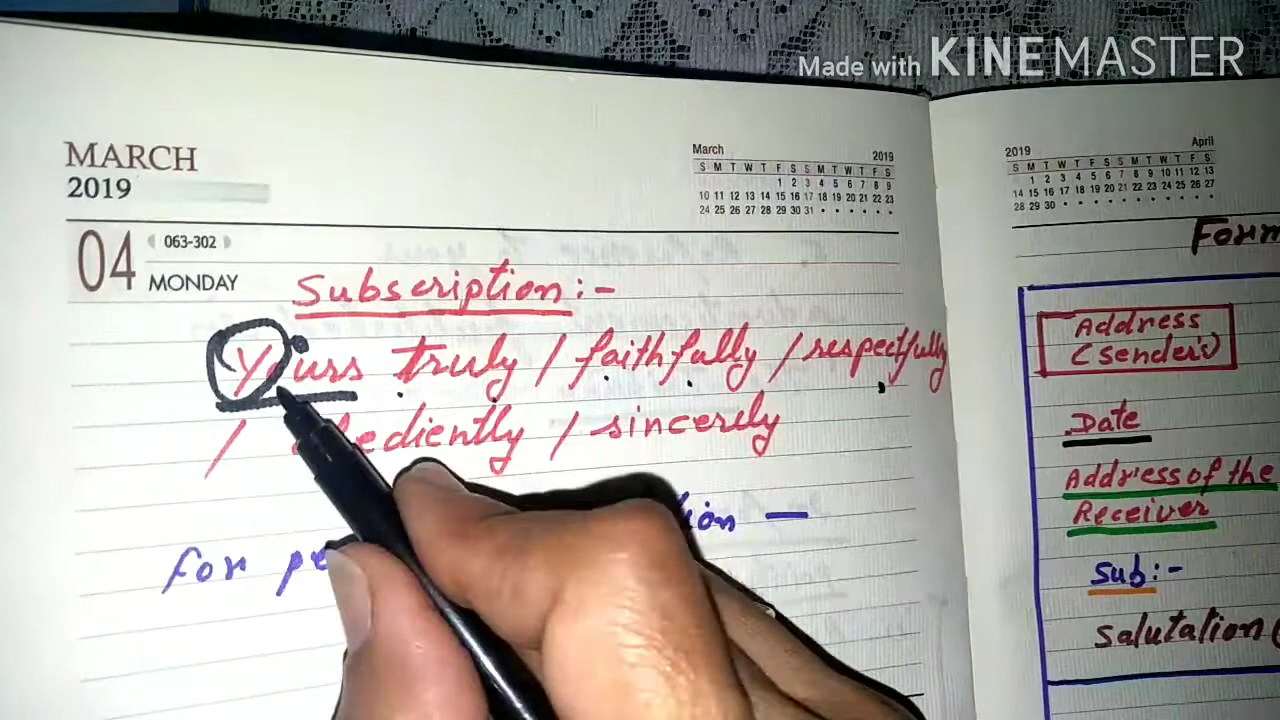 Made with KINEMASTER
MARCH
2019
March 2019
S M T W T F S S M T W T F S
1 2 3 4 5 6 7 8 9
10 11 12 13 14 15 16 17 18 19 20 21 22 23
24 25 26 27 28 29 30 31
04
063-302
MONDAY
Subscription:-
Yours truly / faithfully / respectfully
/ obediently / sincerely
for
2019 April
S M T W T F S S M T W T F S
1 2 3 4 5 6 7 8 9 10 11 12 13
14 15 16 17 18 19 20 21 22 23 24 25 26 27
28 29 30
Address
(sender's)
Date
Address of the
Receiver
Sub:-
Salutation (